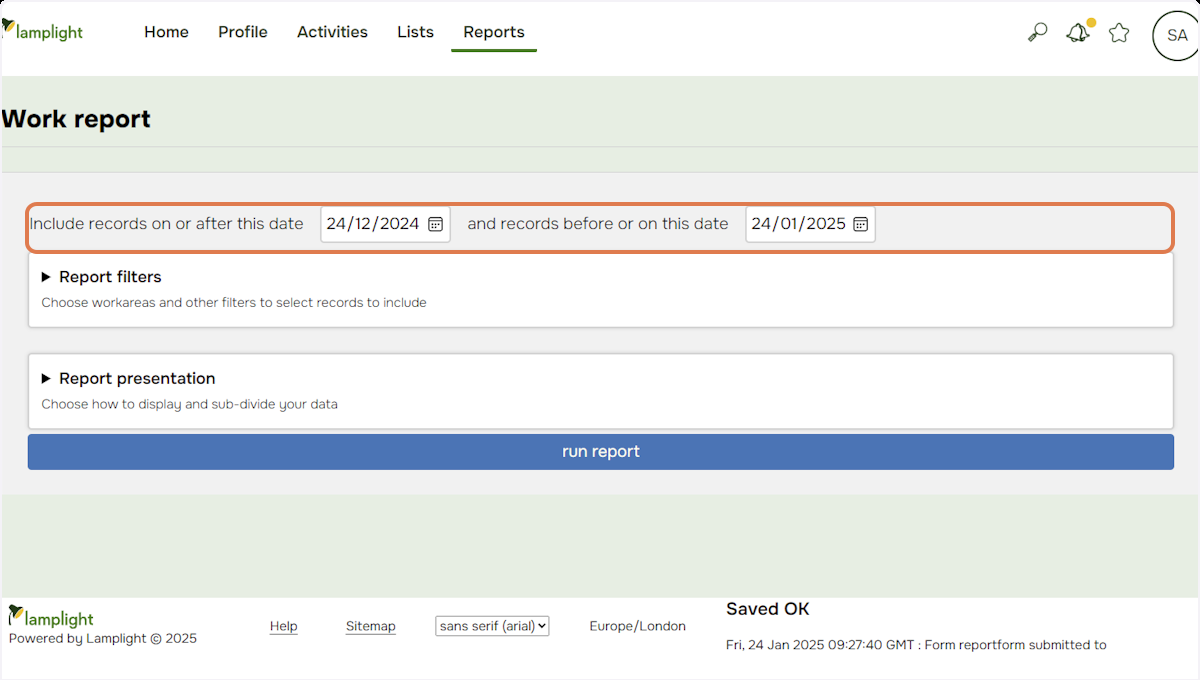 lamplight Home Profile Activities Lists Reports SA
Work report
Include records on or after this date 24/12/2024 and records before or on this date 24/01/2025
Report filters
Choose workareas and other filters to select records to include
Report presentation
Choose how to display and sub-divide your data
run report
lamplight
Powered by Lamplight © 2025
Help Sitemap sans serif (arial) Europe/London
Saved OK
Fri, 24 Jan 2025 09:27:40 GMT : Form reportform submitted to